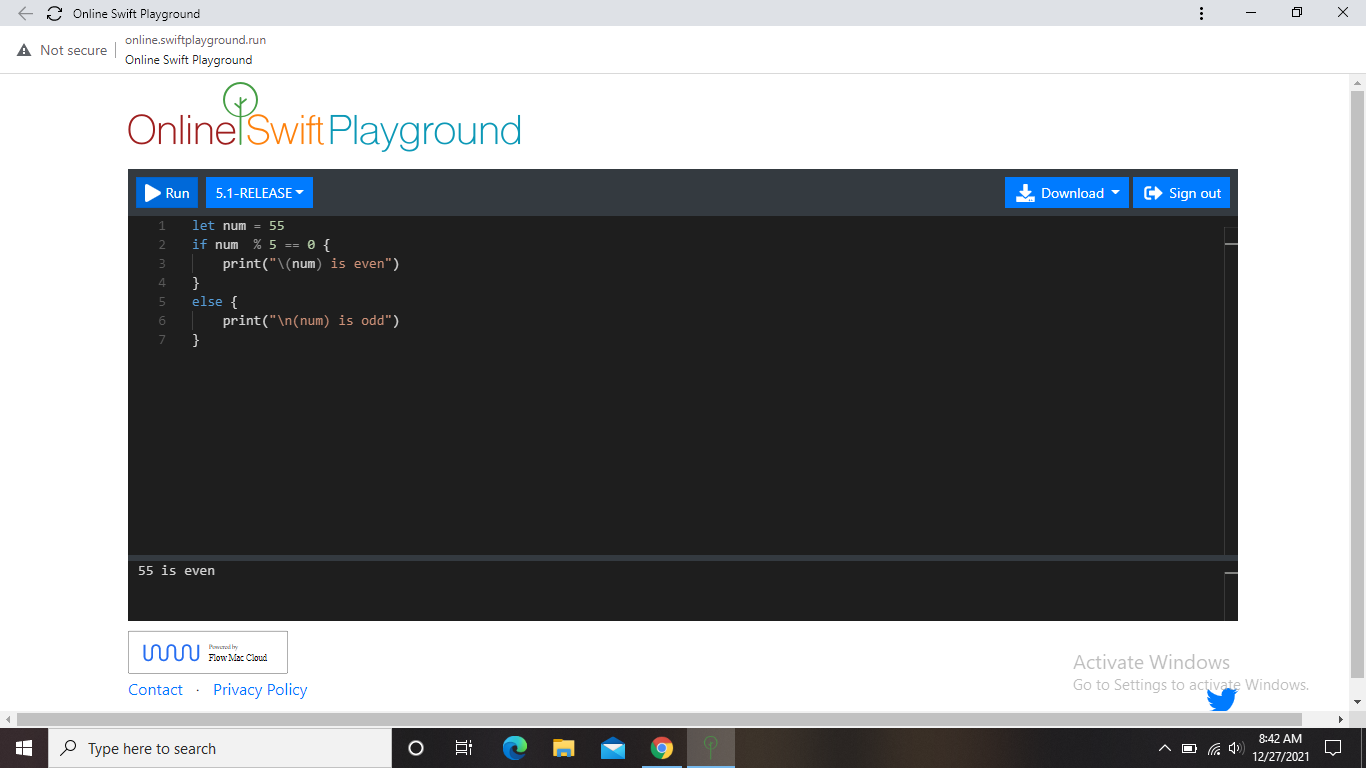 Online Swift Playground
Not secure
online.swiftplayground.run
Online Swift Playground
OnlineSwiftPlayground
Run
5.1-RELEASE
Download
Sign out
1 let num = 55
2 if num  % 5 == 0 {
3     print("\(num) is even")
4 }
5 else {
6     print("\n(num) is odd")
7 }
55 is even
Powered by
Flow Mac Cloud
Contact · Privacy Policy
Activate Windows
Go to Settings to activate Windows.
Type here to search
8:42 AM
12/27/2021